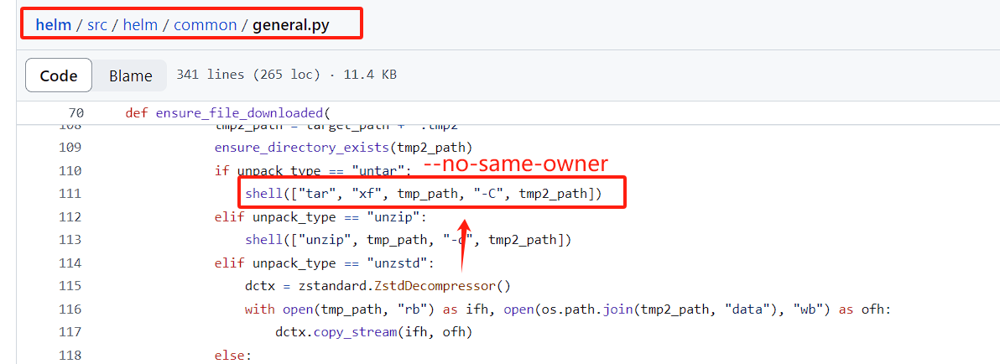 helm / src / helm / common / general.py
Code Blame 341 lines (265 loc) · 11.4 KB
70 def ensure_file_downloaded(
108 tmp2_path = target_path + ".tmp2"
109 ensure_directory_exists(tmp2_path)
--no-same-owner
110 if unpack_type == "untar":
111 shell(["tar", "xf", tmp_path, "-C", tmp2_path])
112 elif unpack_type == "unzip":
113 shell(["unzip", tmp_path, "-d", tmp2_path])
114 elif unpack_type == "unzstd":
115 dctx = zstandard.ZstdDecompressor()
116 with open(tmp_path, "rb") as ifh, open(os.path.join(tmp2_path, "data"), "wb") as ofh:
117 dctx.copy_stream(ifh, ofh)
118 else: